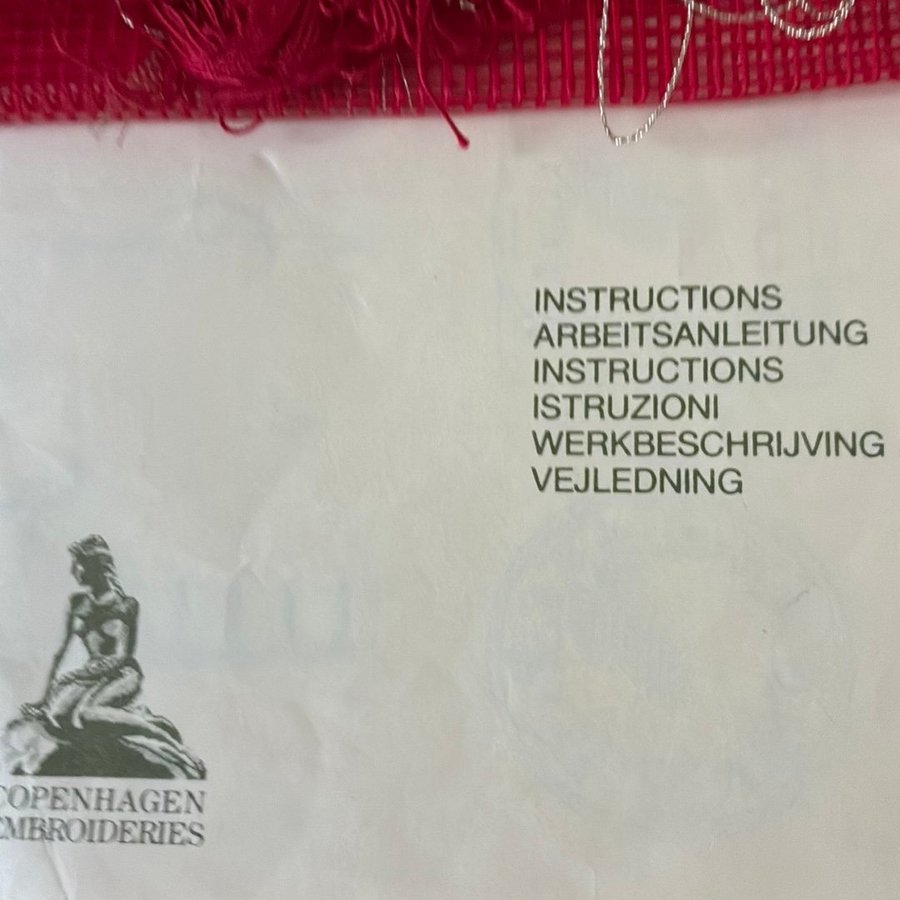 INSTRUCTIONS
ARBEITSANLEITUNG
INSTRUCTIONS
ISTRUZIONI
WERKBESCHRIJVING
VEJLEDNING
COPENHAGEN
EMBROIDERIES